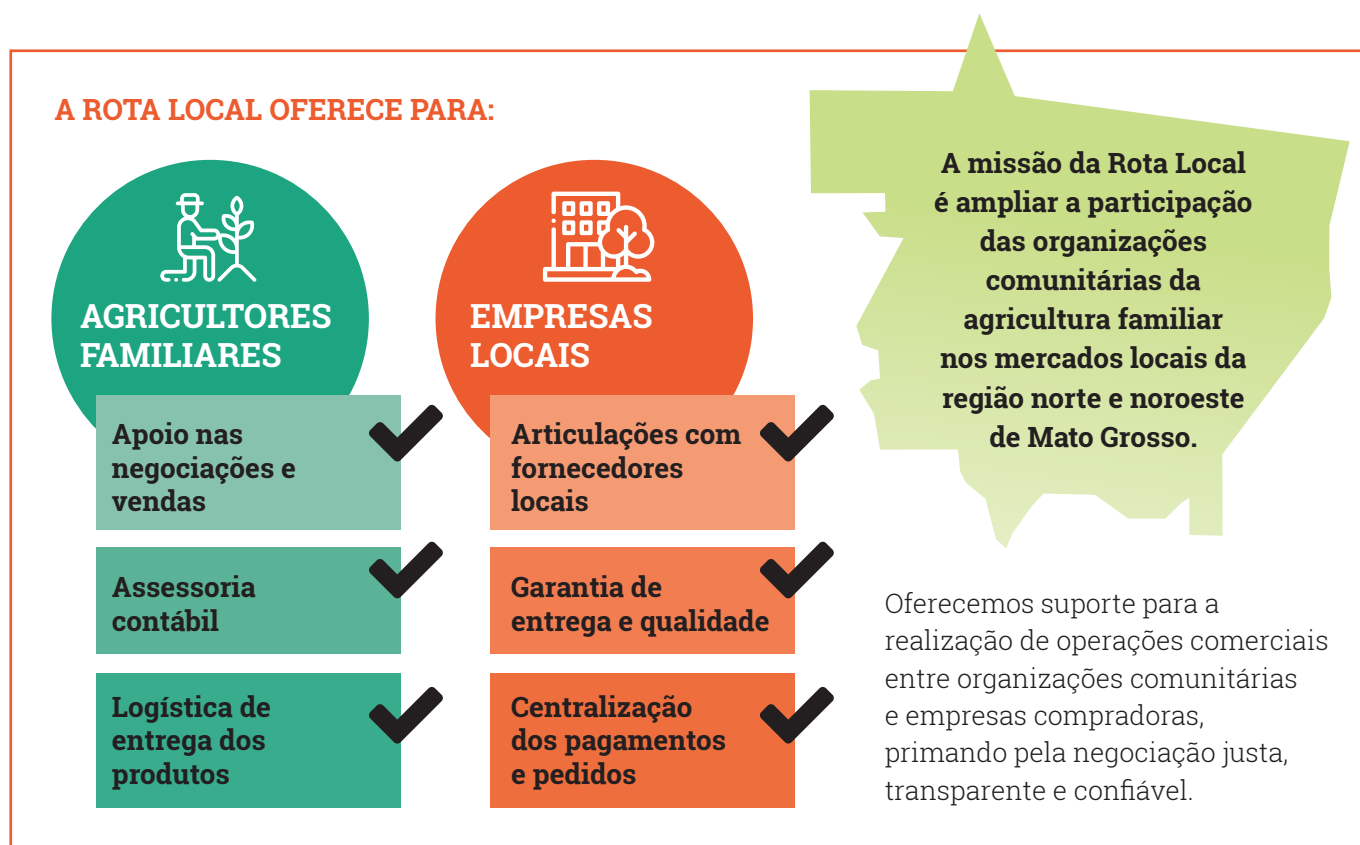 A ROTA LOCAL OFERECE PARA:
AGRICULTORES
FAMILIARES
Apoio nas
negociações e
vendas
Assessoria
contábil
Logística de
entrega dos
produtos
EMPRESAS
LOCAIS
Articulações com
fornecedores
locais
Garantia de
entrega e qualidade
Centralização
dos pagamentos
e pedidos
A missão da Rota Local
é ampliar a participação
das organizações
comunitárias da
agricultura familiar
nos mercados locais da
região norte e noroeste
de Mato Grosso.
Oferecemos suporte para a
realização de operações comerciais
entre organizações comunitárias
e empresas compradoras,
primando pela negociação justa,
transparente e confiável.